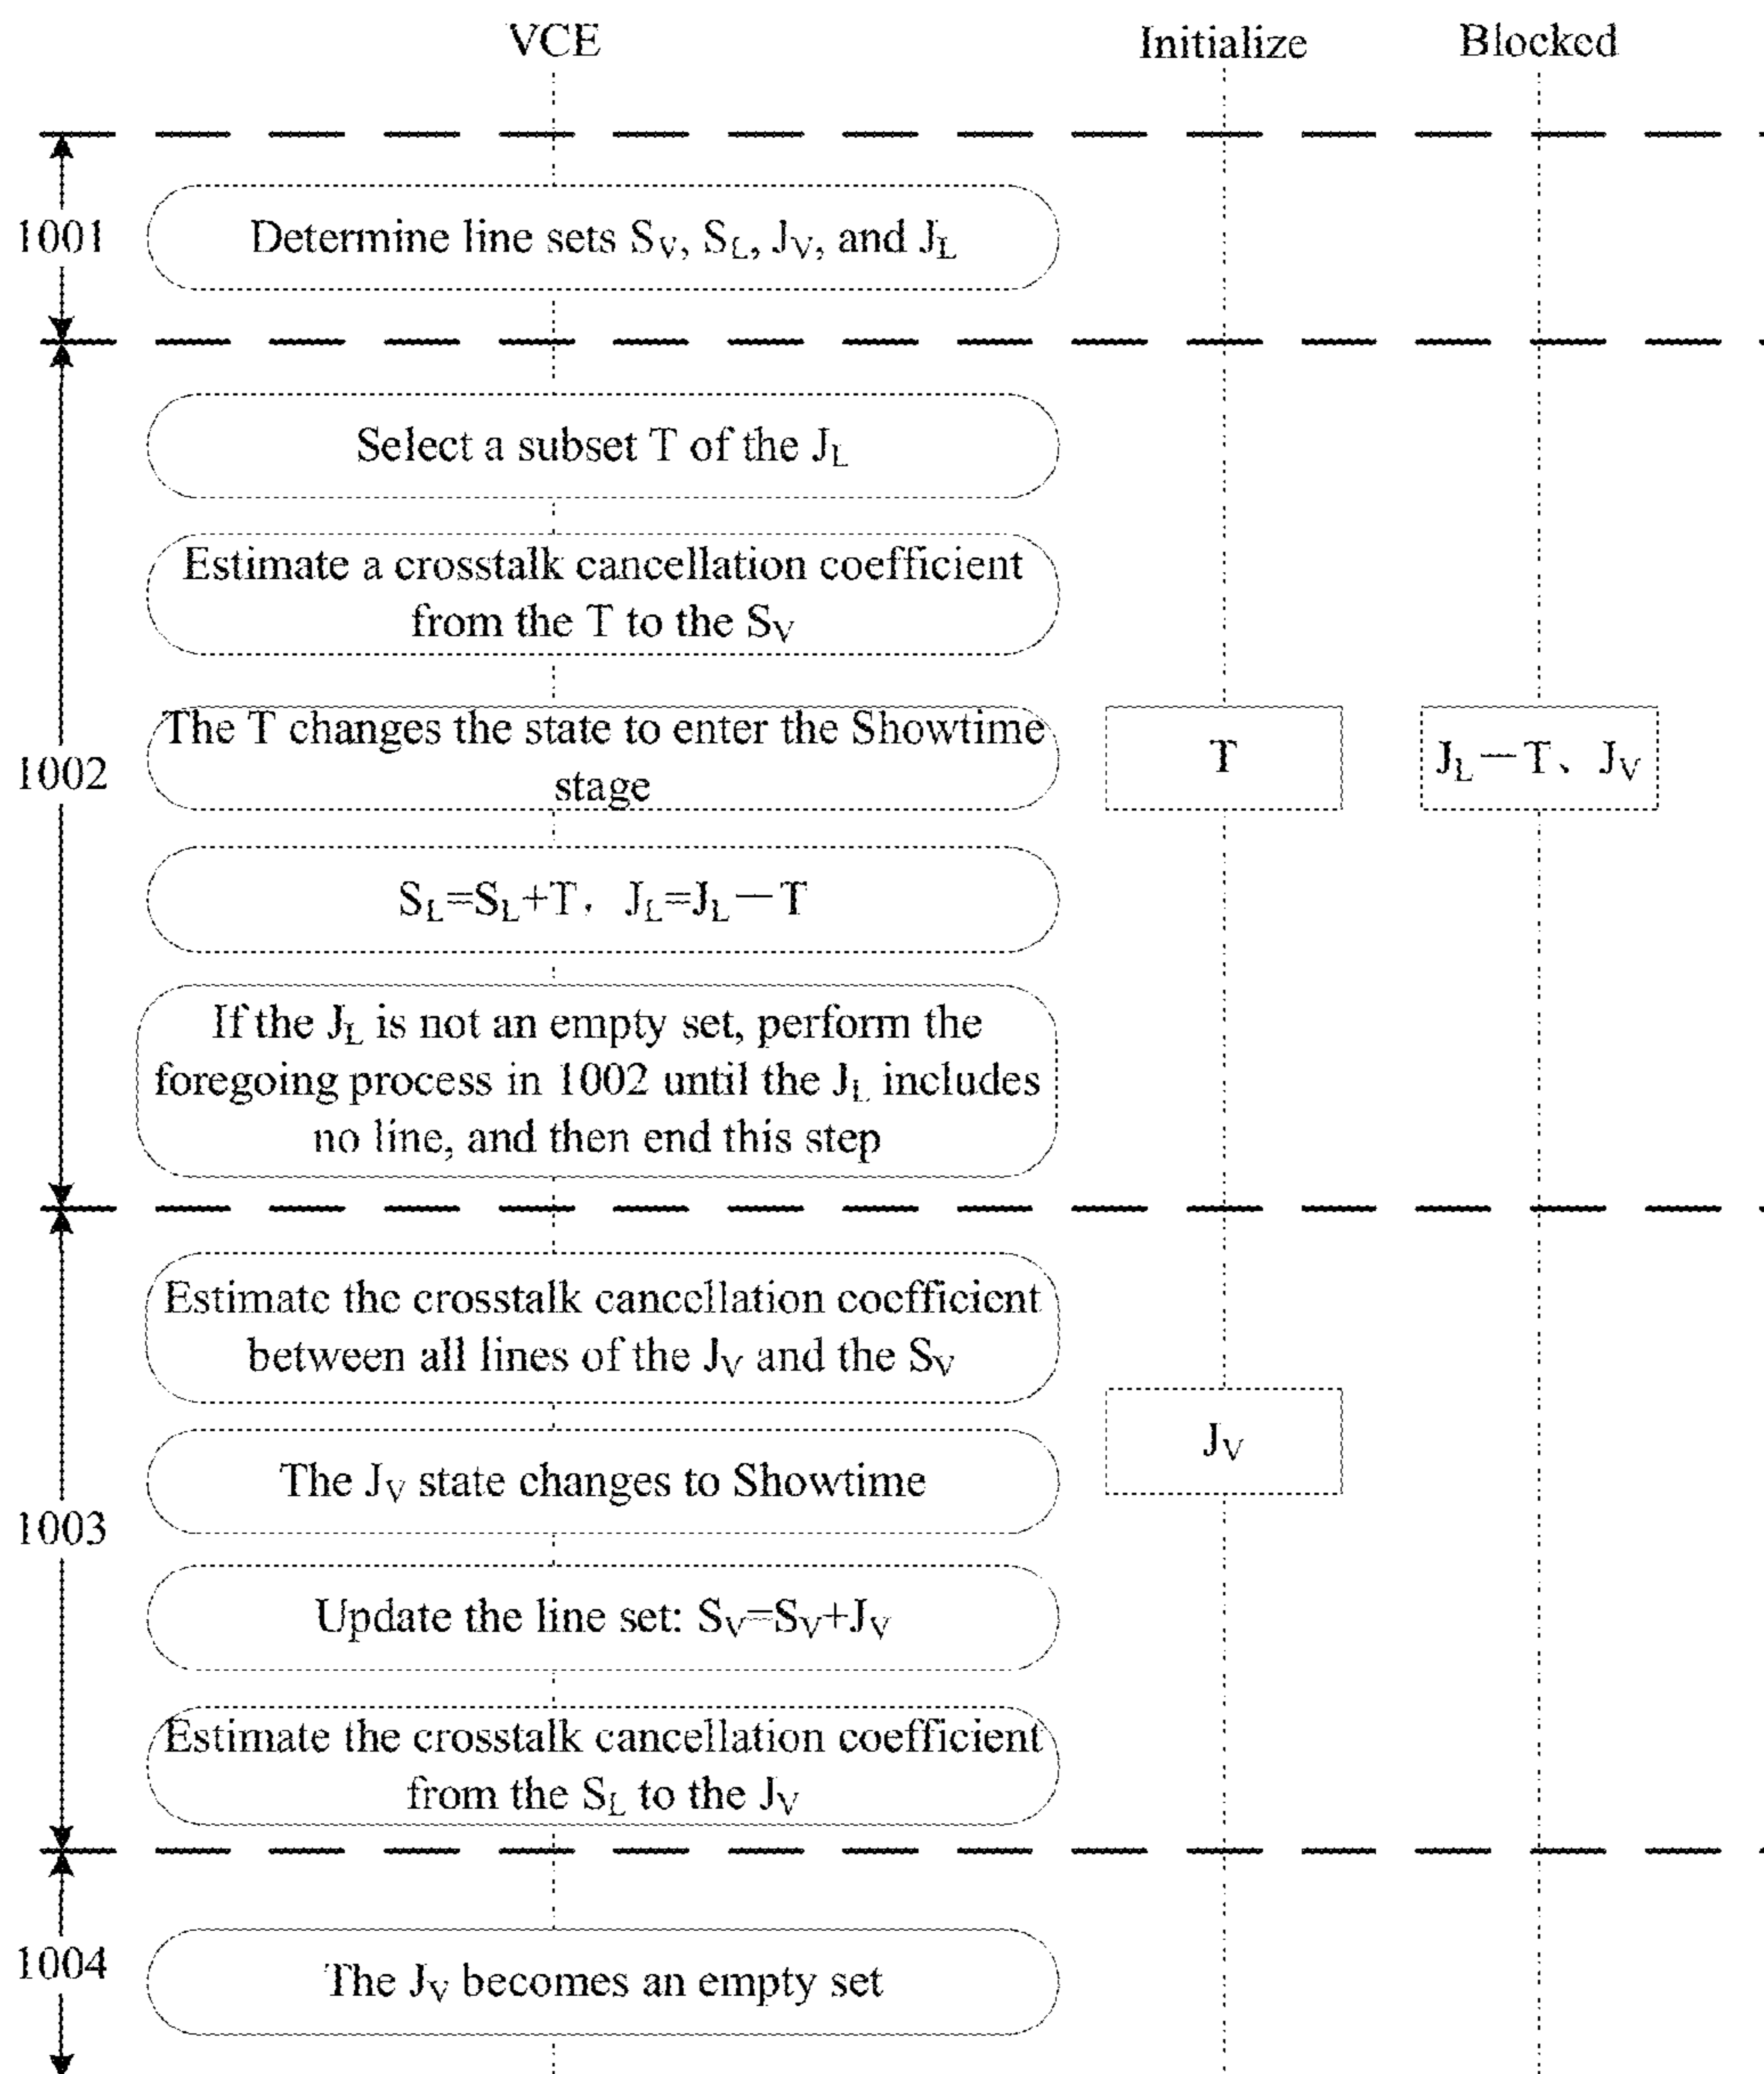 VCE Initialize Blocked
1001
Determine line sets S_V, S_L, J_V, and J_L
1002
Select a subset T of the J_L
Estimate a crosstalk cancellation coefficient
from the T to the S_V
The T changes the state to enter the Showtime
stage
T
J_L－T、J_V
S_L=S_L+T, J_L=J_L－T
If the J_L is not an empty set, perform the
foregoing process in 1002 until the J_L includes
no line, and then end this step
1003
Estimate the crosstalk cancellation coefficient
between all lines of the J_V and the S_V
J_V
The J_V state changes to Showtime
Update the line set: S_V=S_V+J_V
Estimate the crosstalk cancellation coefficient
from the S_L to the J_V
1004
The J_V becomes an empty set